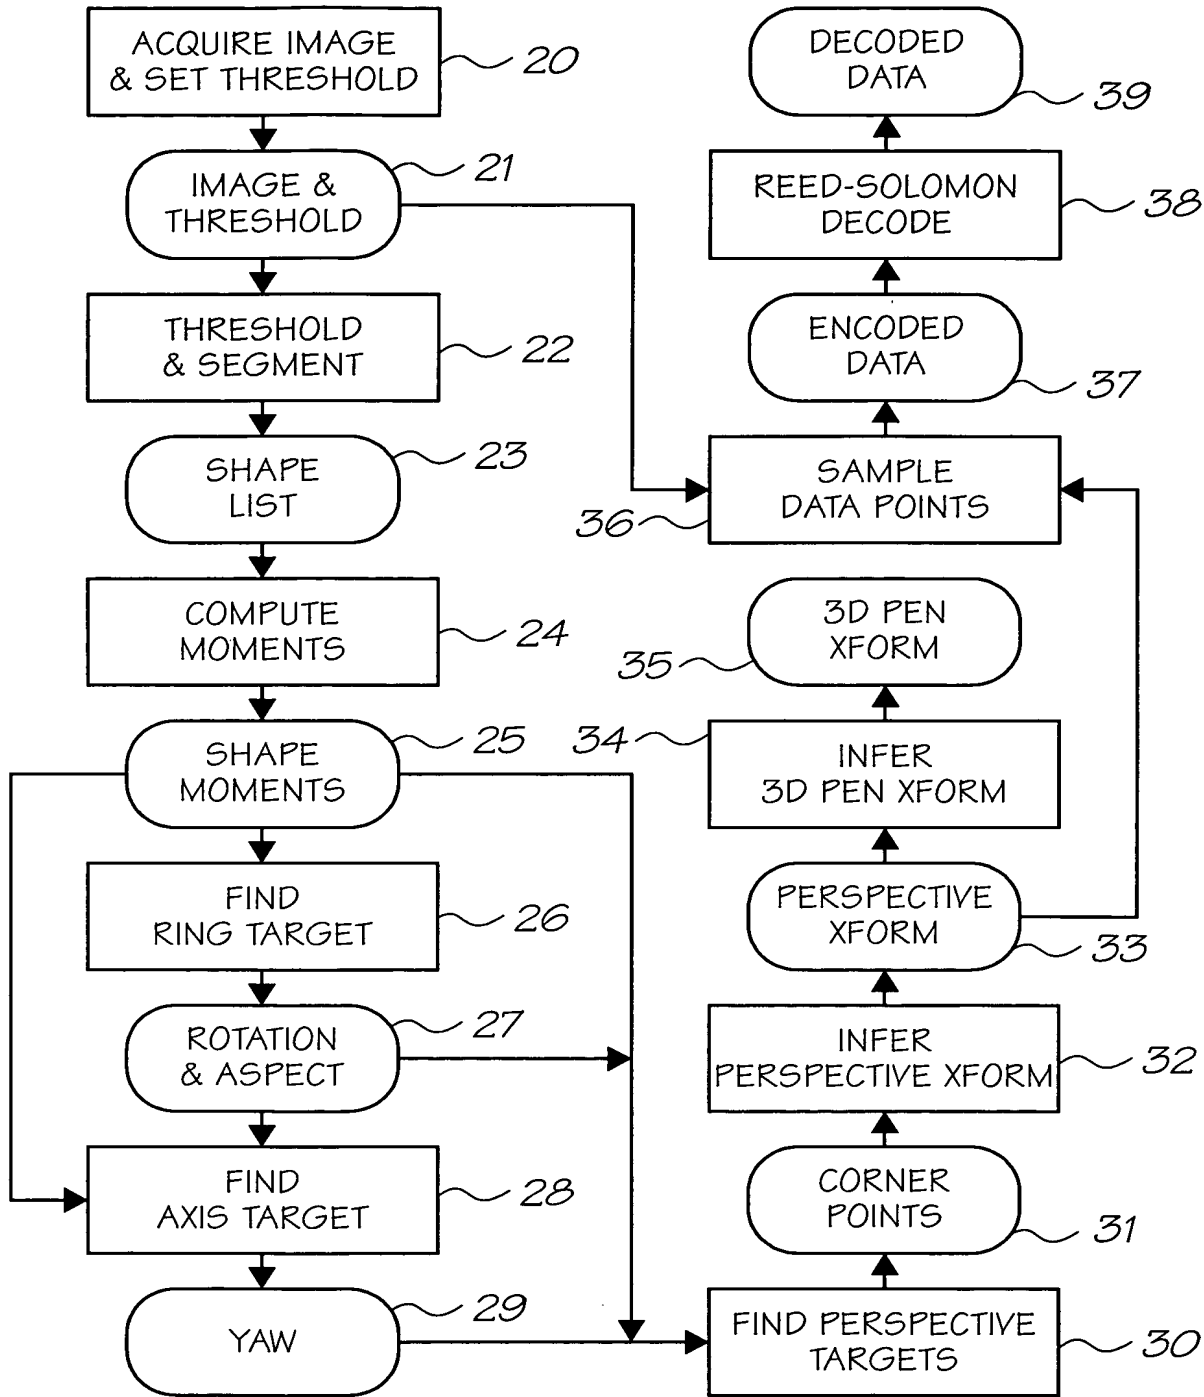 ACQUIRE IMAGE
& SET THRESHOLD
20
IMAGE &
THRESHOLD
21
THRESHOLD
& SEGMENT
22
SHAPE
LIST
23
COMPUTE
MOMENTS
24
SHAPE
MOMENTS
25
FIND
RING TARGET
26
ROTATION
& ASPECT
27
FIND
AXIS TARGET
28
YAW
29
FIND PERSPECTIVE
TARGETS
30
CORNER
POINTS
31
INFER
PERSPECTIVE XFORM
32
PERSPECTIVE
XFORM
33
INFER
3D PEN XFORM
34
3D PEN
XFORM
35
SAMPLE
DATA POINTS
36
ENCODED
DATA
37
REED-SOLOMON
DECODE
38
DECODED
DATA
39